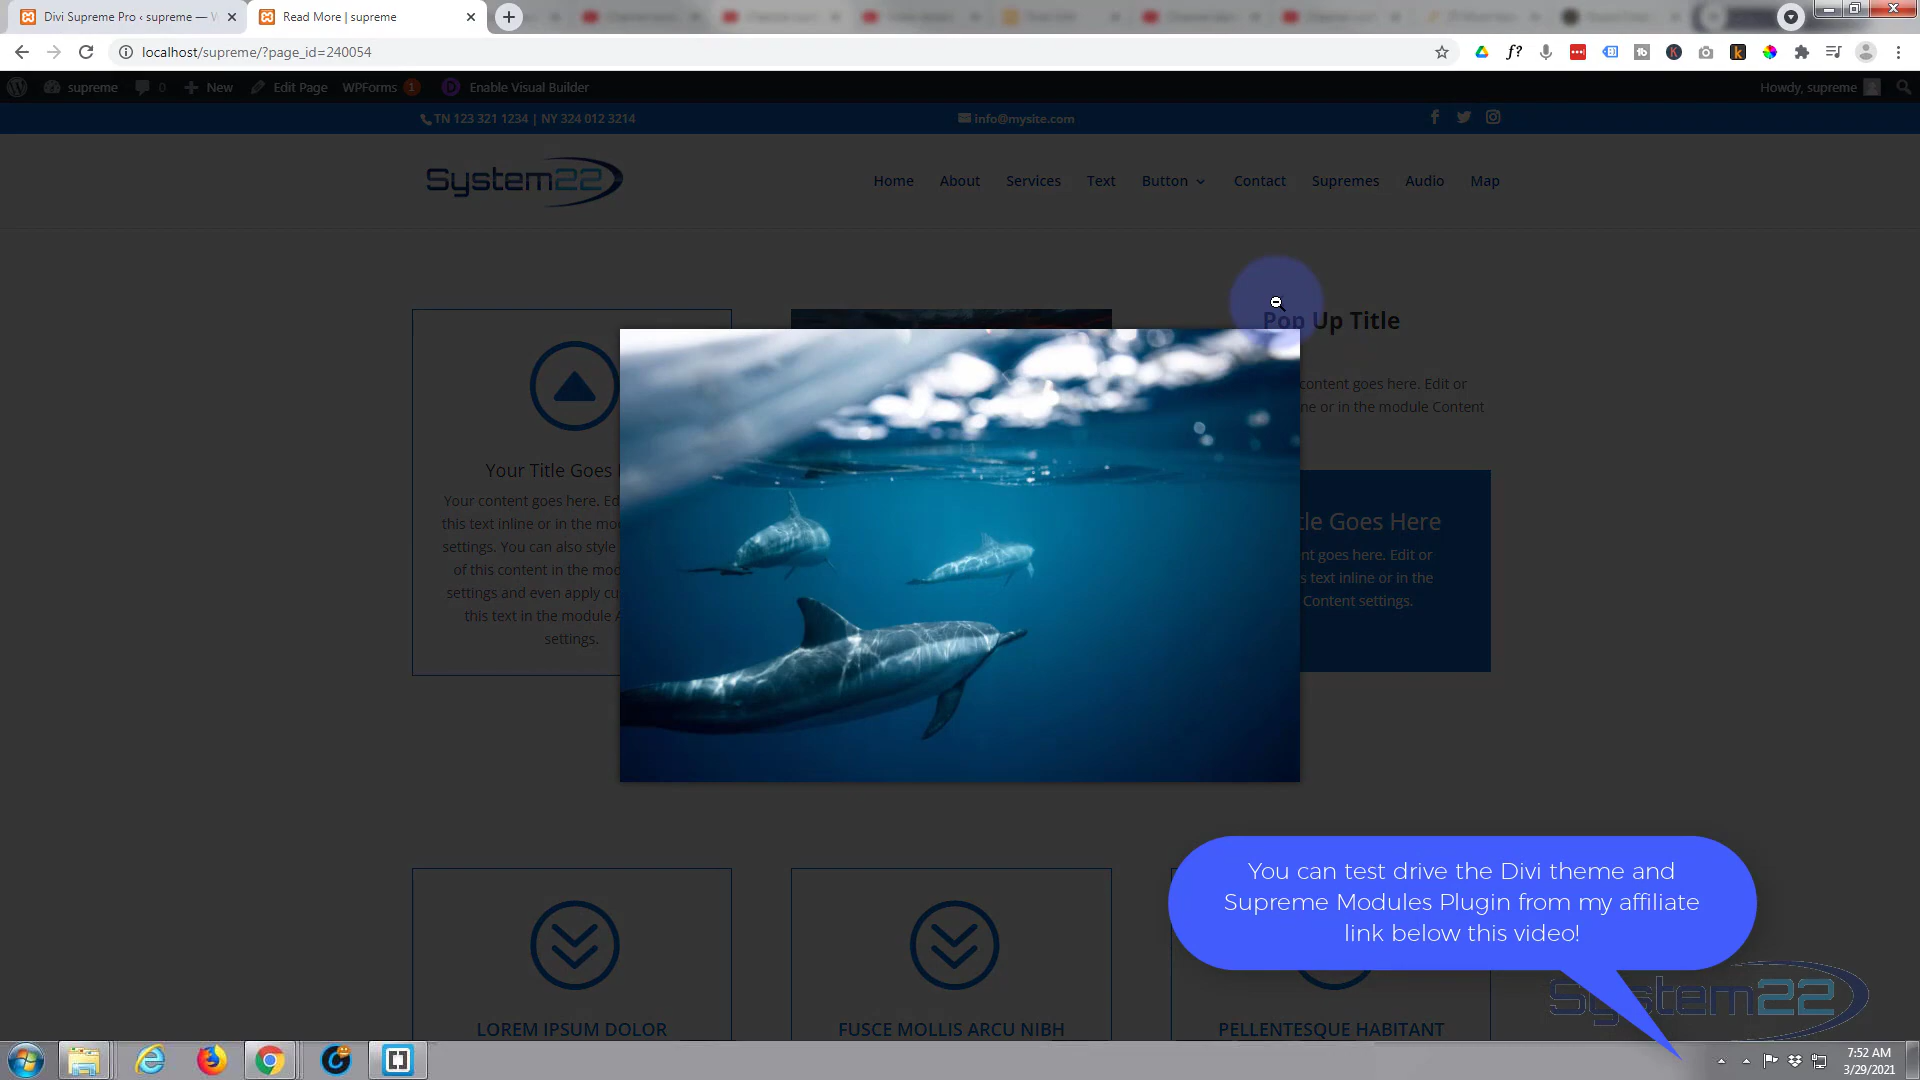 Divi Supreme Pro ‹ supreme — W
Read More | supreme
localhost/supreme/?page_id=240054
supreme
0
New
Edit Page
WPForms 1
Enable Visual Builder
Howdy, supreme
TN 123 321 1234 | NY 324 012 3214
info@mysite.com
System22
Home
About
Services
Text
Button
Contact
Supremes
Audio
Map
Pop Up Title
content goes here. Edit or
ne or in the module Content
Your Title Goes
Your content goes here. Ed
this text inline or in the mo
settings. You can also style
of this content in the mod
settings and even apply cu
this text in the module A
settings.
tle Goes Here
nt goes here. Edit or
s text inline or in the
Content settings.
LOREM IPSUM DOLOR
FUSCE MOLLIS ARCU NIBH
PELLENTESQUE HABITANT
You can test drive the Divi theme and
Supreme Modules Plugin from my affiliate
link below this video!
System22
7:52 AM
3/29/2021